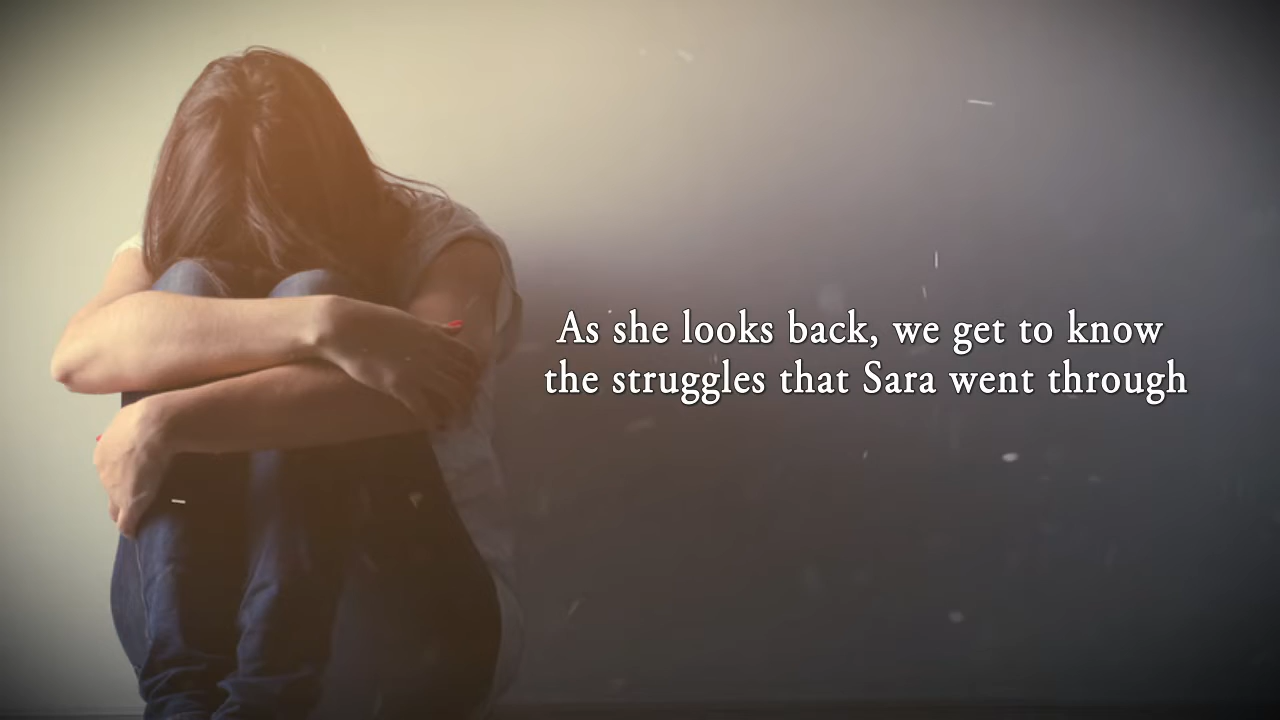 As she looks back, we get to know
the struggles that Sara went through